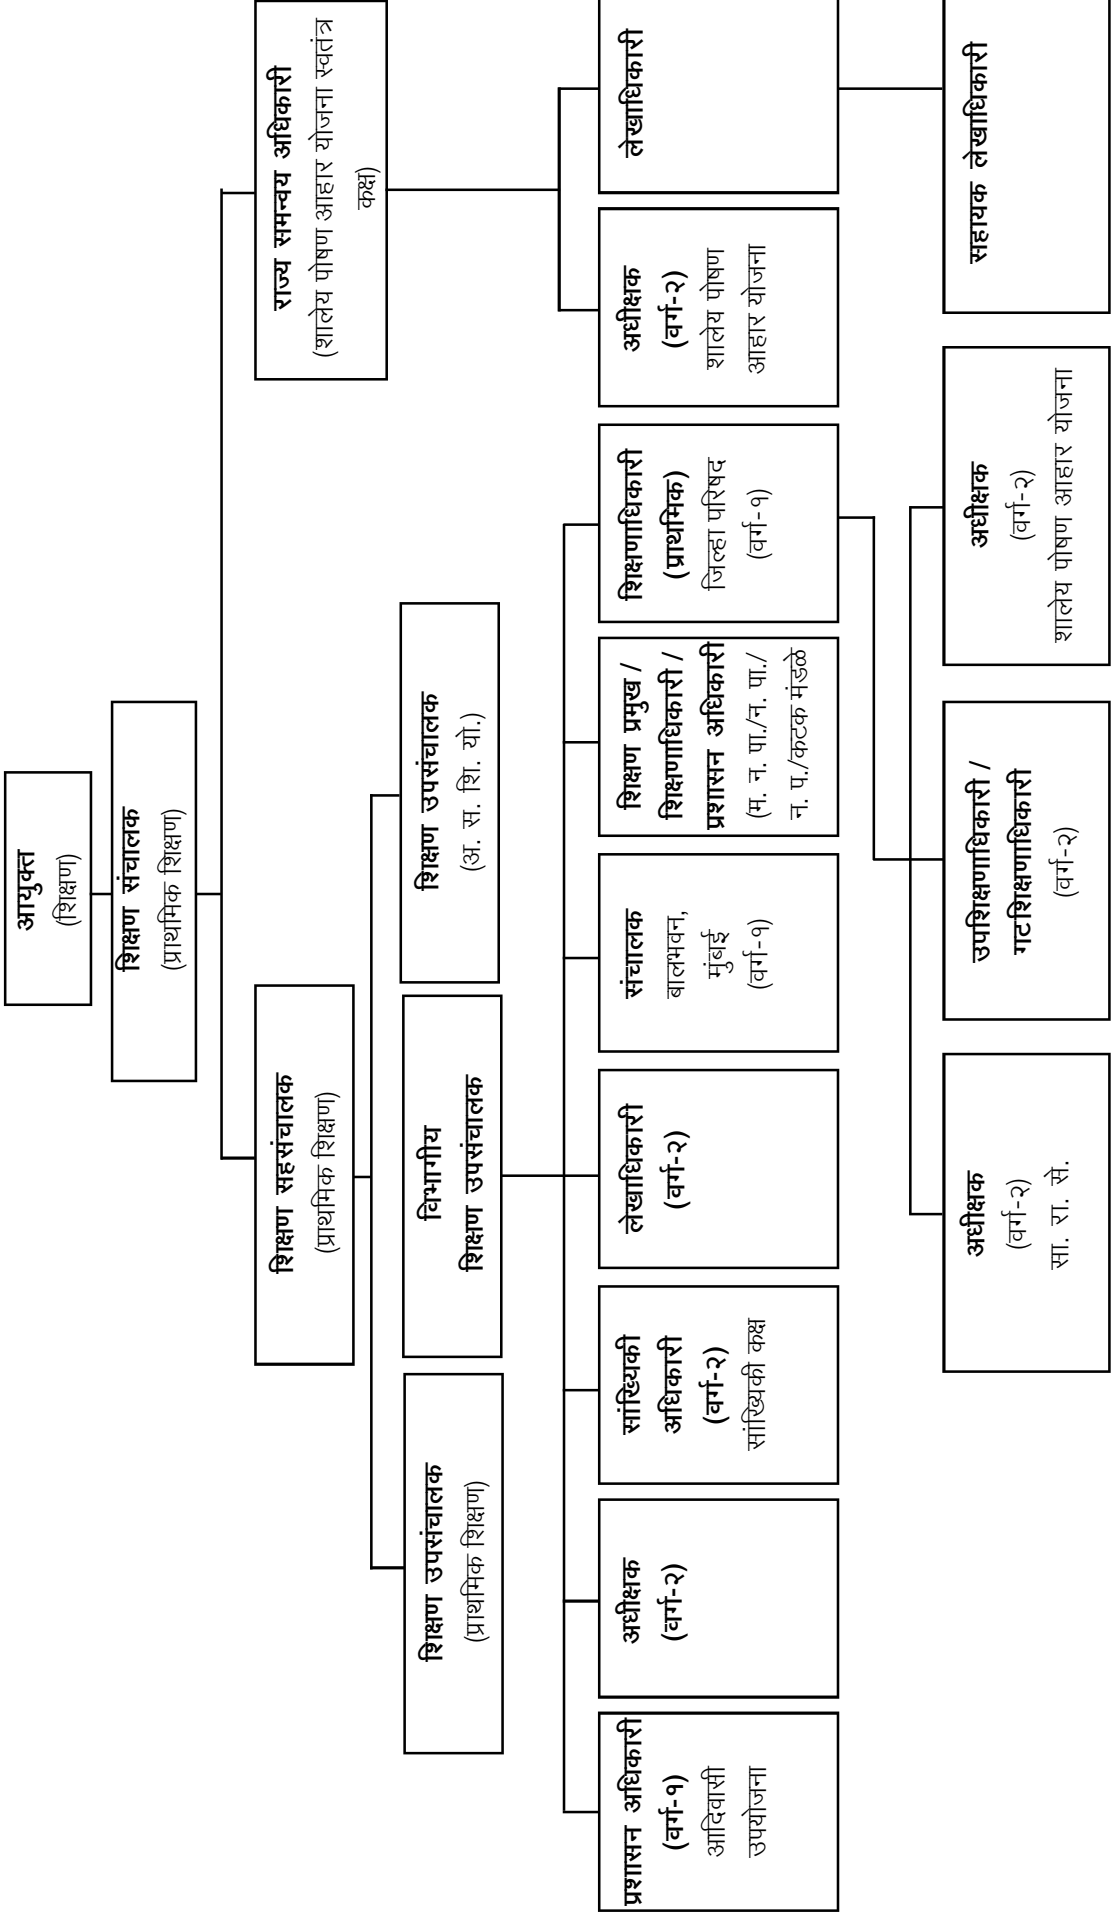 आयुक्त
(शिक्षण)
शिक्षण संचालक
(प्राथमिक शिक्षण)
शिक्षण सहसंचालक
(प्राथमिक शिक्षण)
राज्य समन्वय अधिकारी
(शालेय पोषण आहार योजना स्वतंत्र
कक्ष)
शिक्षण उपसंचालक
(प्राथमिक शिक्षण)
विभागीय
शिक्षण उपसंचालक
शिक्षण उपसंचालक
(अ. स. शि. यो.)
प्रशासन अधिकारी
(वर्ग-१)
आदिवासी
उपयोजना
अधीक्षक
(वर्ग-२)
सांख्यिकी
अधिकारी
(वर्ग-२)
सांख्यिकी कक्ष
लेखाधिकारी
(वर्ग-२)
संचालक
बालभवन,
मुंबई
(वर्ग-१)
शिक्षण प्रमुख /
शिक्षणाधिकारी /
प्रशासन अधिकारी
(म. न. पा./न. पा./
न. प./कटक मंडळे
शिक्षणाधिकारी
(प्राथमिक)
जिल्हा परिषद
(वर्ग-१)
अधीक्षक
(वर्ग-२)
शालेय पोषण
आहार योजना
लेखाधिकारी
अधीक्षक
(वर्ग-२)
सा. रा. से.
उपशिक्षणाधिकारी /
गटशिक्षणाधिकारी
(वर्ग-२)
अधीक्षक
(वर्ग-२)
शालेय पोषण आहार योजना
सहायक लेखाधिकारी